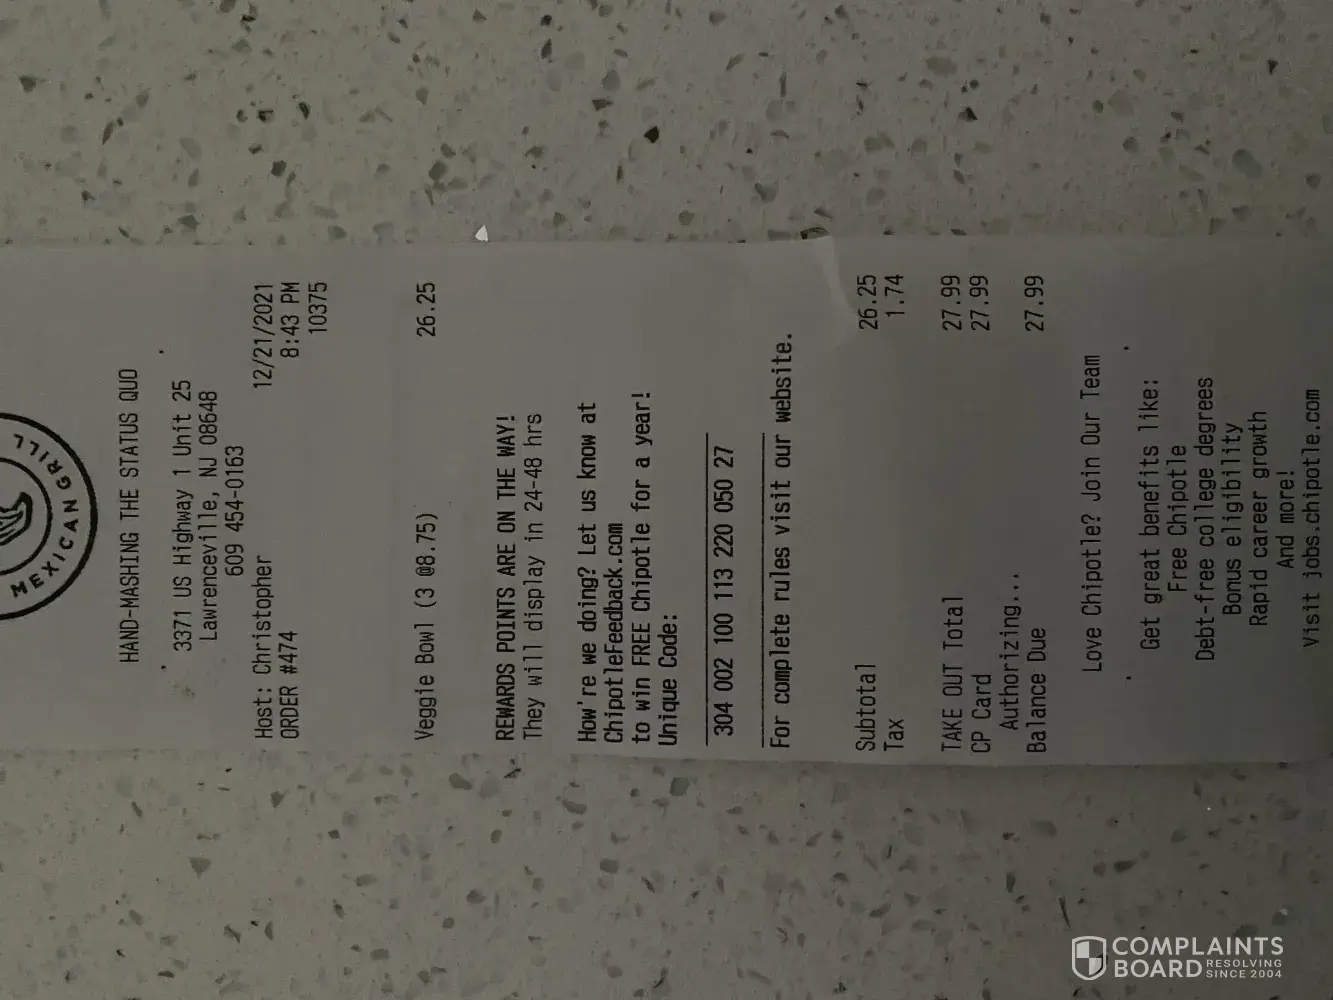 MEXICAN GRILL
HAND-MASHING THE STATUS QUO
3371 US Highway 1 Unit 25
Lawrenceville, NJ 08648
609 454-0163
Host: Christopher 12/21/2021
ORDER #474 8:43 PM
10375
Veggie Bowl (3 @8.75) 26.25
REWARDS POINTS ARE ON THE WAY!
They will display in 24-48 hrs
How're we doing? Let us know at
ChipotleFeedback.com
to win FREE Chipotle for a year!
Unique Code:
304 002 100 113 220 050 27
For complete rules visit our website.
Subtotal 26.25
Tax 1.74
TAKE OUT Total 27.99
CP Card 27.99
Authorizing...
Balance Due 27.99
Love Chipotle? Join Our Team
Get great benefits like:
Free Chipotle
Debt-free college degrees
Bonus eligibility
Rapid career growth
And more!
Visit jobs.chipotle.com
COMPLAINTS
BOARD RESOLVING
SINCE 2004